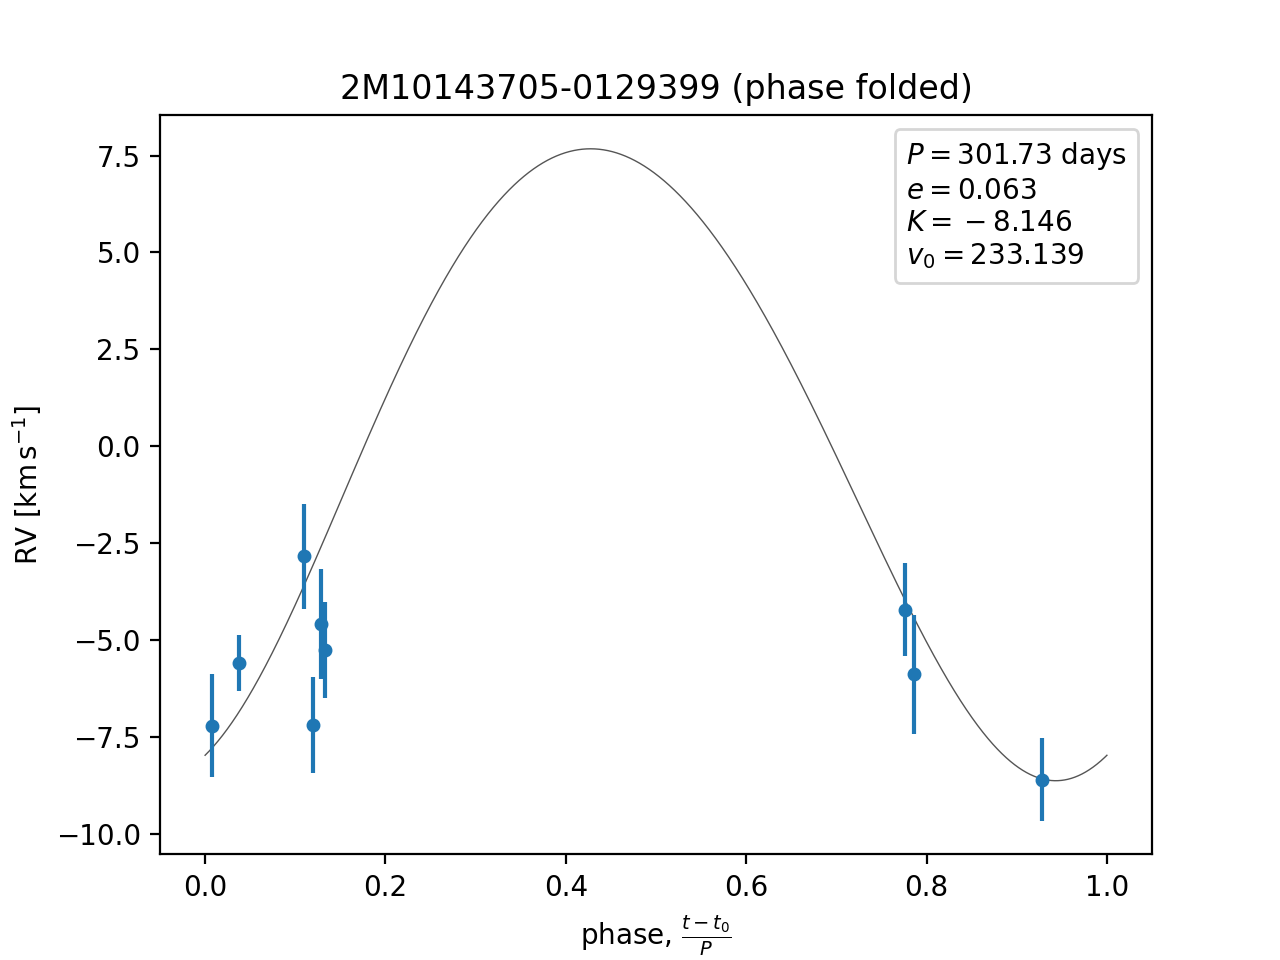 2M10143705-0129399 (phase folded)
P = 301.73 days
e = 0.063
K = −8.146
v₀ = 233.139
RV [km s⁻¹]
7.5
5.0
2.5
0.0
−2.5
−5.0
−7.5
−10.0
0.0 0.2 0.4 0.6 0.8 1.0
phase, (t − t₀)/P